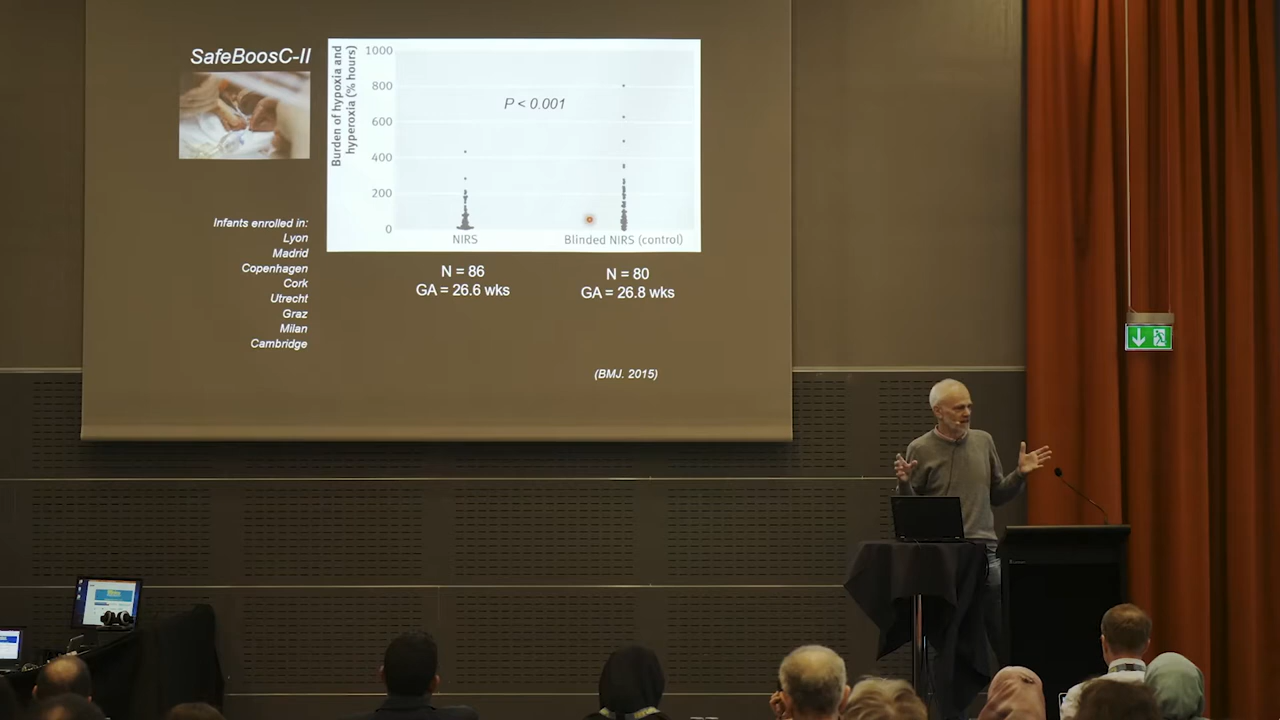 SafeBoosC-II
Burden of hypoxia and
hyperoxia (% hours)
1000
800
600
400
200
0
P < 0.001
NIRS
Blinded NIRS (control)
N = 86
GA = 26.6 wks
N = 80
GA = 26.8 wks
Infants enrolled in:
Lyon
Madrid
Copenhagen
Cork
Utrecht
Graz
Milan
Cambridge
(BMJ. 2015)